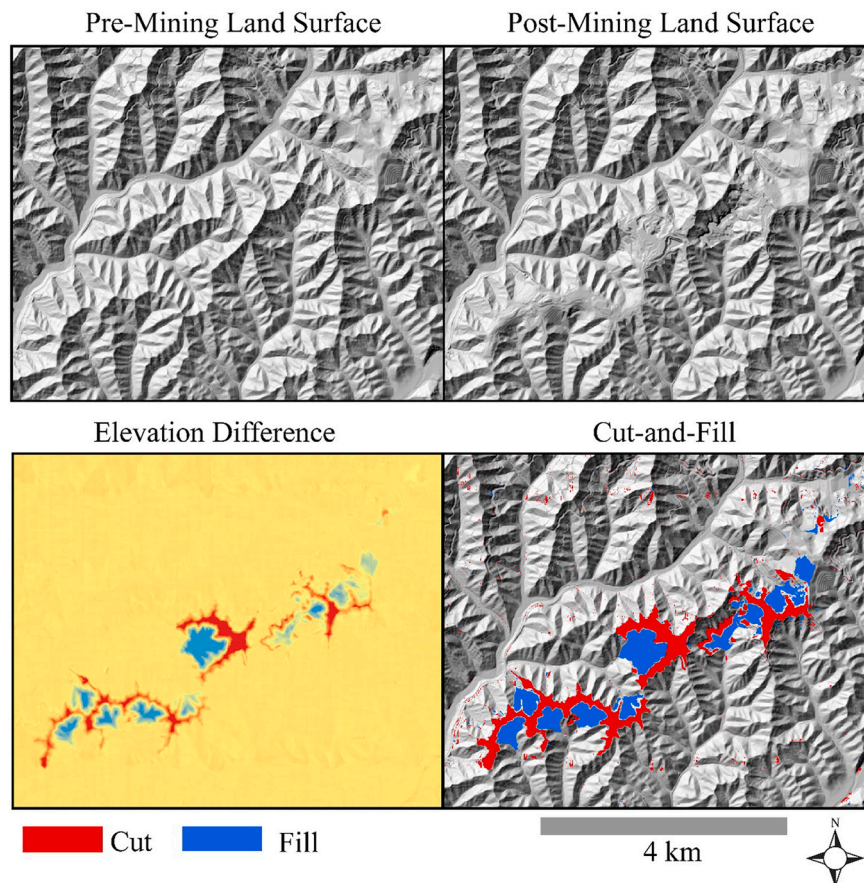 Pre-Mining Land Surface
Post-Mining Land Surface
Elevation Difference
Cut-and-Fill
Cut
Fill
4 km
N